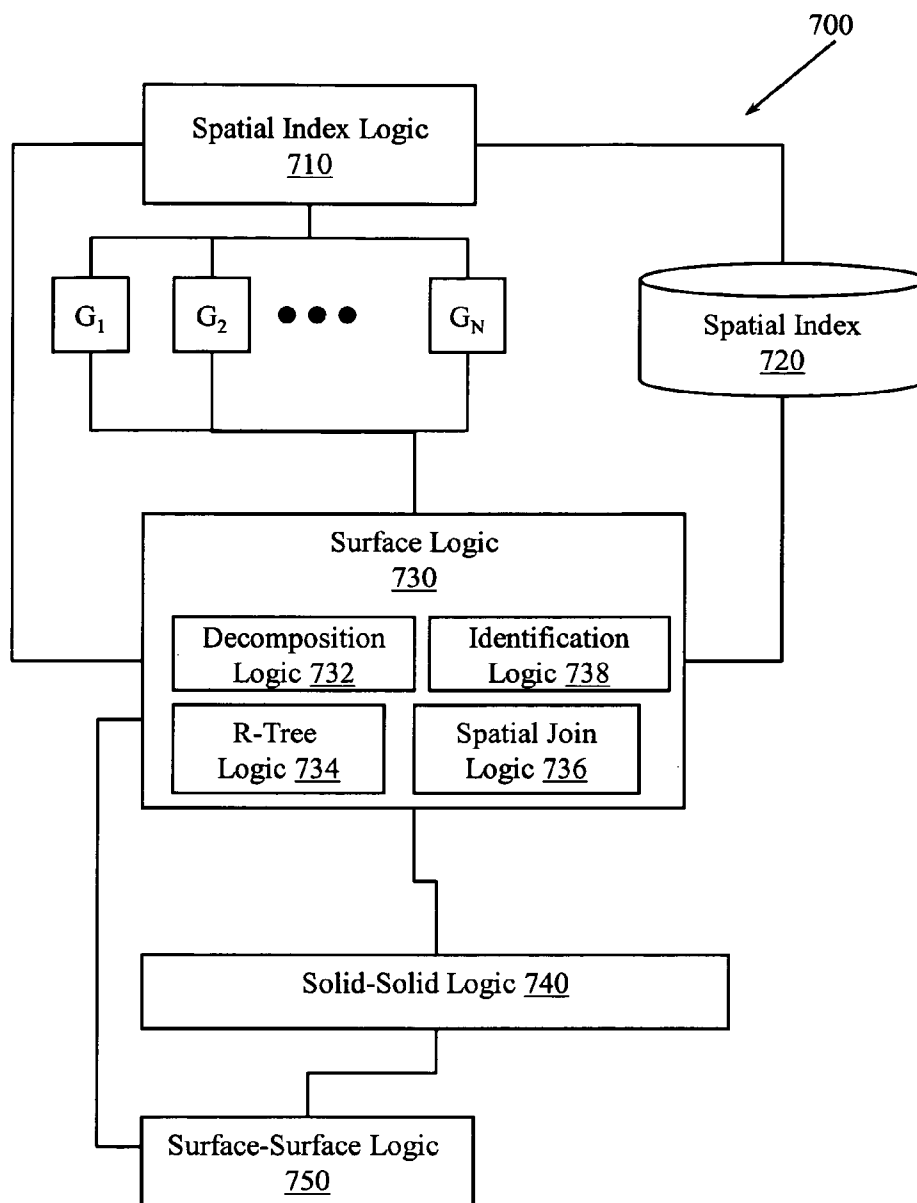 700
Spatial Index Logic
710
G1
G2
GN
Spatial Index
720
Surface Logic
730
Decomposition
Logic 732
Identification
Logic 738
R-Tree
Logic 734
Spatial Join
Logic 736
Solid-Solid Logic 740
Surface-Surface Logic
750